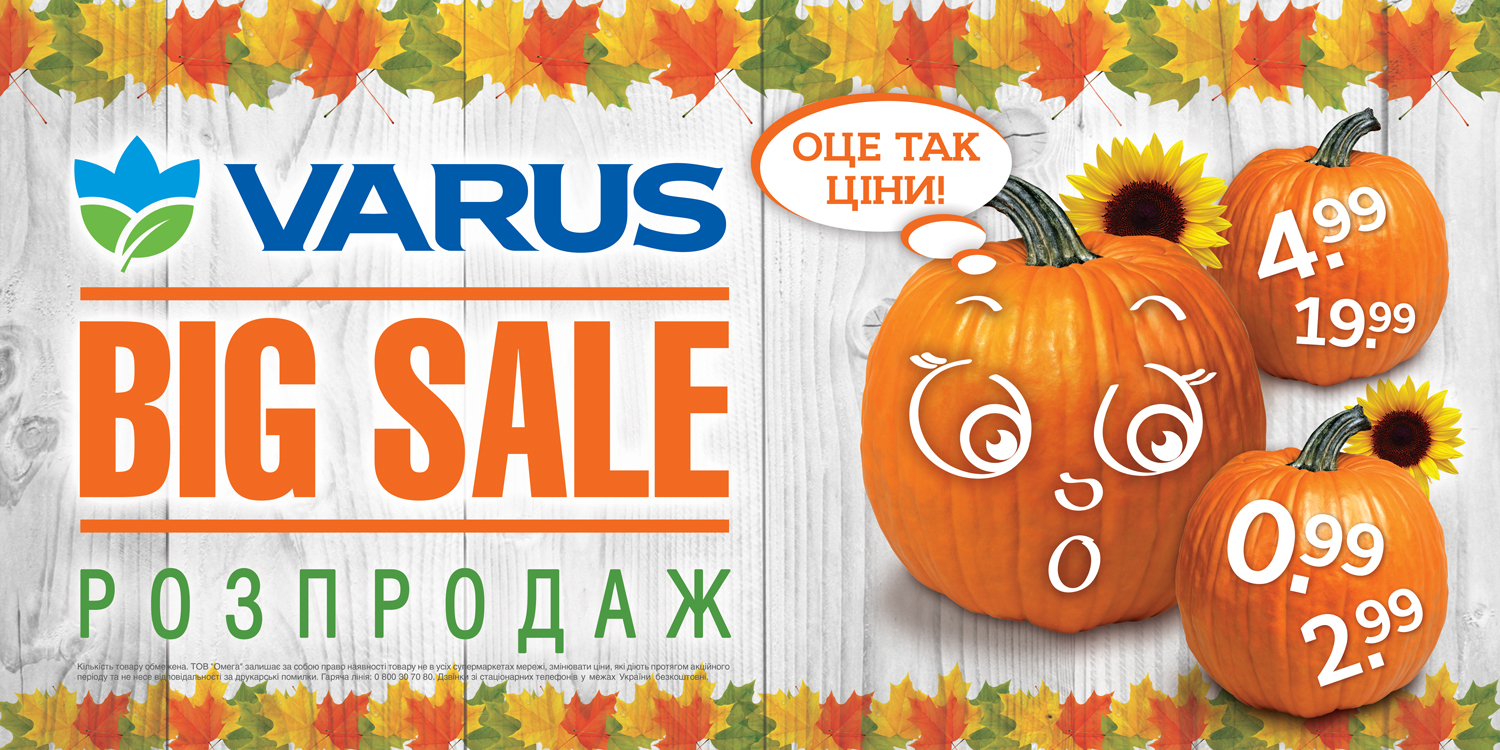 VARUS
BIG SALE
РОЗПРОДАЖ
Кількість товару обмежена. ТОВ "Омега" залишає за собою право наявності товару не в усіх супермаркетах мережі, змінювати ціни, які діють протягом акційного
періоду та не несе відповідальності за друкарські помилки. Гаряча лінія: 0 800 30 70 80. Дзвінки зі стаціонарних телефонів у межах України безкоштовні.
ОЦЕ ТАК
ЦІНИ!
4.99
19.99
0.99
2.99